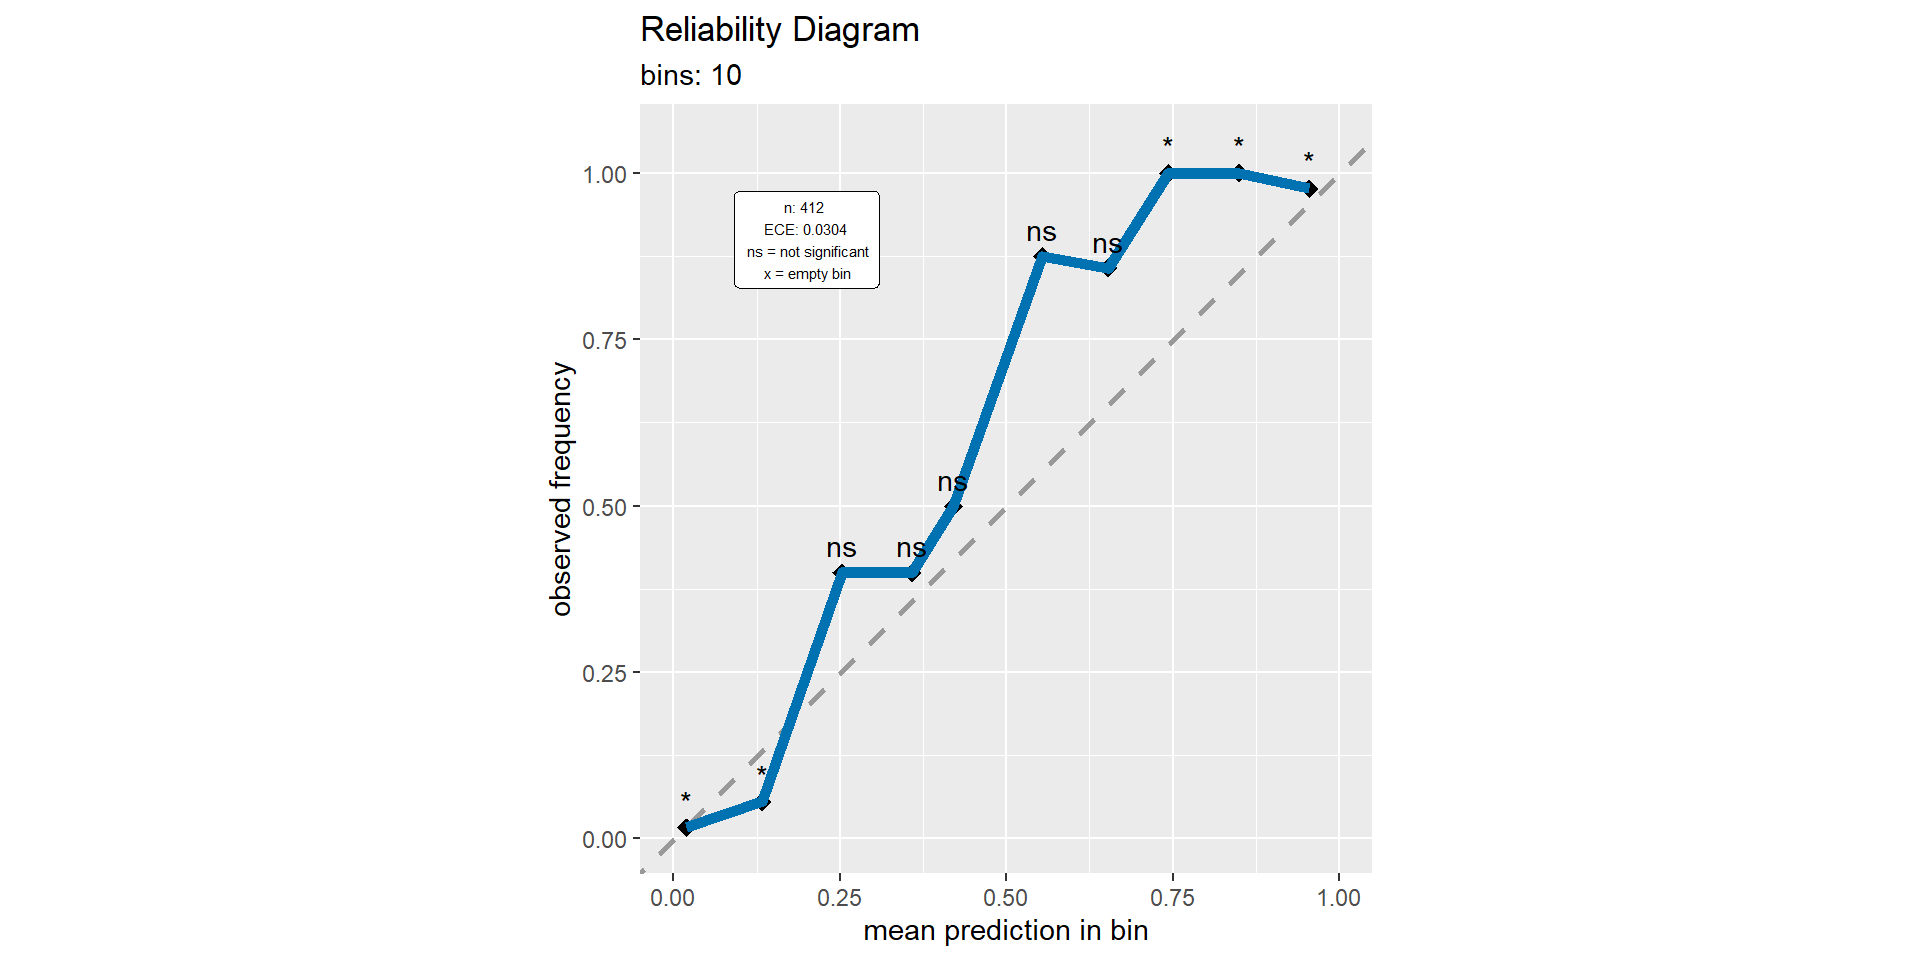 Reliability Diagram
bins: 10
* * *
1.00
n: 412
ECE: 0.0304
ns = not significant
x = empty bin
ns ns
0.75
observed frequency
ns
0.50
ns ns
0.25
* *
0.00
0.00 0.25 0.50 0.75 1.00
mean prediction in bin